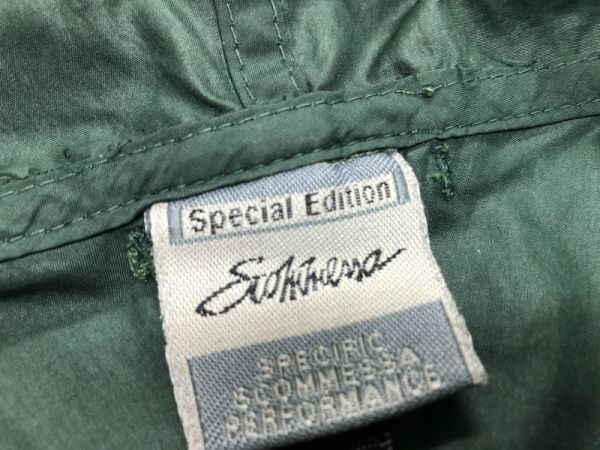 Special Edition
Scommessa
SPECIFIC
SCOMMESSA
PERFORMANCE